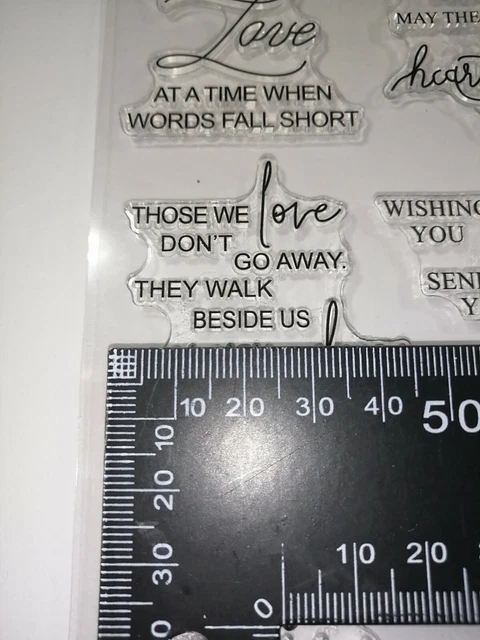 Love
AT A TIME WHEN
WORDS FALL SHORT
MAY THE
THOSE WE love
DON'T
GO AWAY.
THEY WALK
BESIDE US
WISHING
YOU
10 20 30 40 50
10
20
30
0 10 20